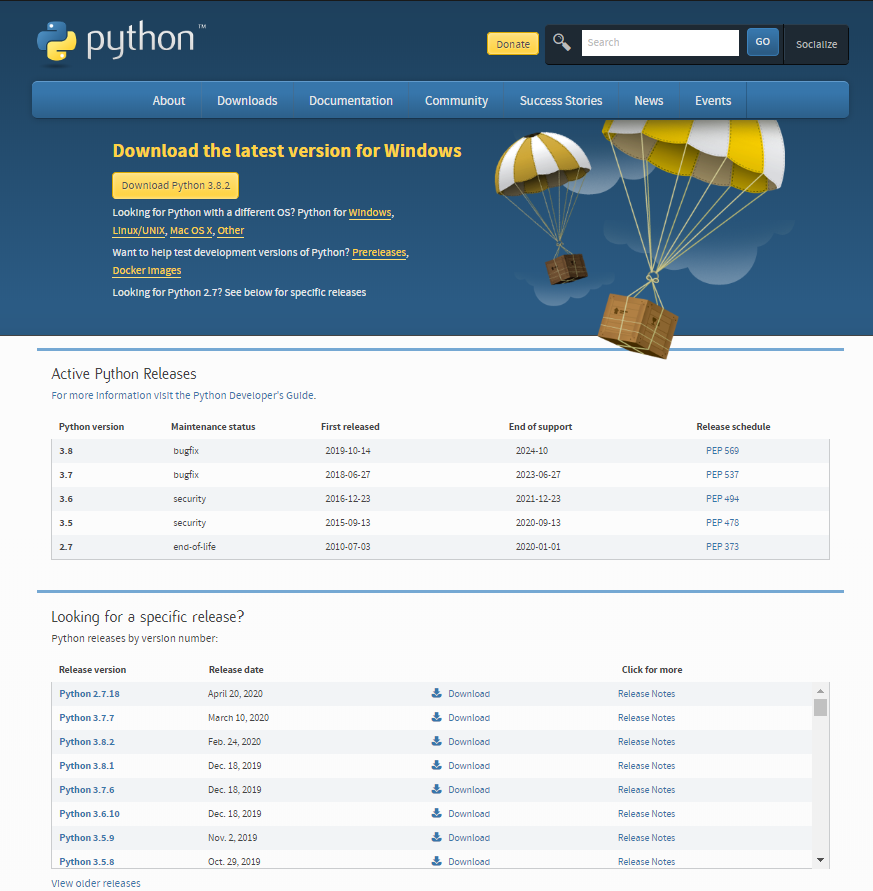 python™
Donate
Search
GO
Socialize
About Downloads Documentation Community Success Stories News Events
Download the latest version for Windows
Download Python 3.8.2
Looking for Python with a different OS? Python for Windows,
Linux/UNIX, Mac OS X, Other
Want to help test development versions of Python? Prereleases,
Docker images
Looking for Python 2.7? See below for specific releases
Active Python Releases
For more information visit the Python Developer's Guide.
Python version Maintenance status First released End of support Release schedule
3.8 bugfix 2019-10-14 2024-10 PEP 569
3.7 bugfix 2018-06-27 2023-06-27 PEP 537
3.6 security 2016-12-23 2021-12-23 PEP 494
3.5 security 2015-09-13 2020-09-13 PEP 478
2.7 end-of-life 2010-07-03 2020-01-01 PEP 373
Looking for a specific release?
Python releases by version number:
Release version Release date Click for more
Python 2.7.18 April 20, 2020 Download Release Notes
Python 3.7.7 March 10, 2020 Download Release Notes
Python 3.8.2 Feb. 24, 2020 Download Release Notes
Python 3.8.1 Dec. 18, 2019 Download Release Notes
Python 3.7.6 Dec. 18, 2019 Download Release Notes
Python 3.6.10 Dec. 18, 2019 Download Release Notes
Python 3.5.9 Nov. 2, 2019 Download Release Notes
Python 3.5.8 Oct. 29, 2019 Download Release Notes
View older releases